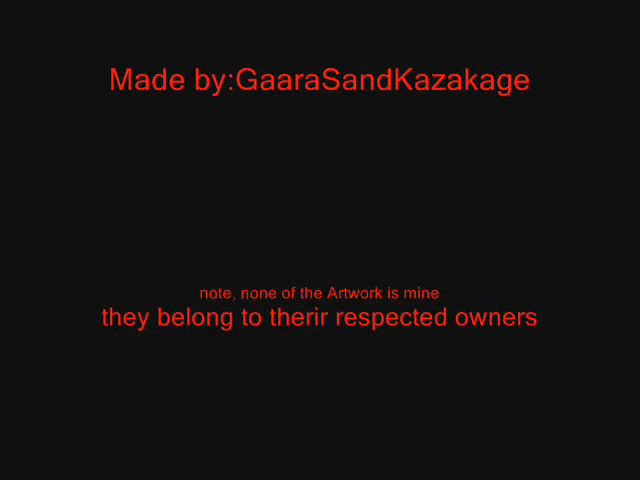 Made by:GaaraSandKazakage
note, none of the Artwork is mine
they belong to therir respected owners